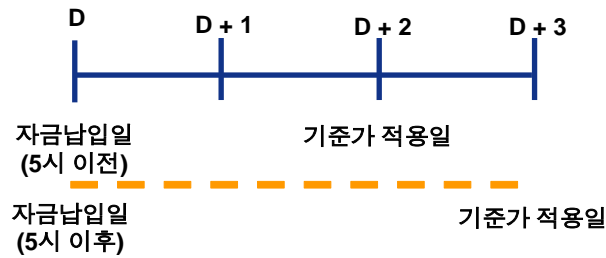 D D + 1 D + 2 D + 3
자금납입일 기준가 적용일
(5시 이전)
자금납입일 기준가 적용일
(5시 이후)